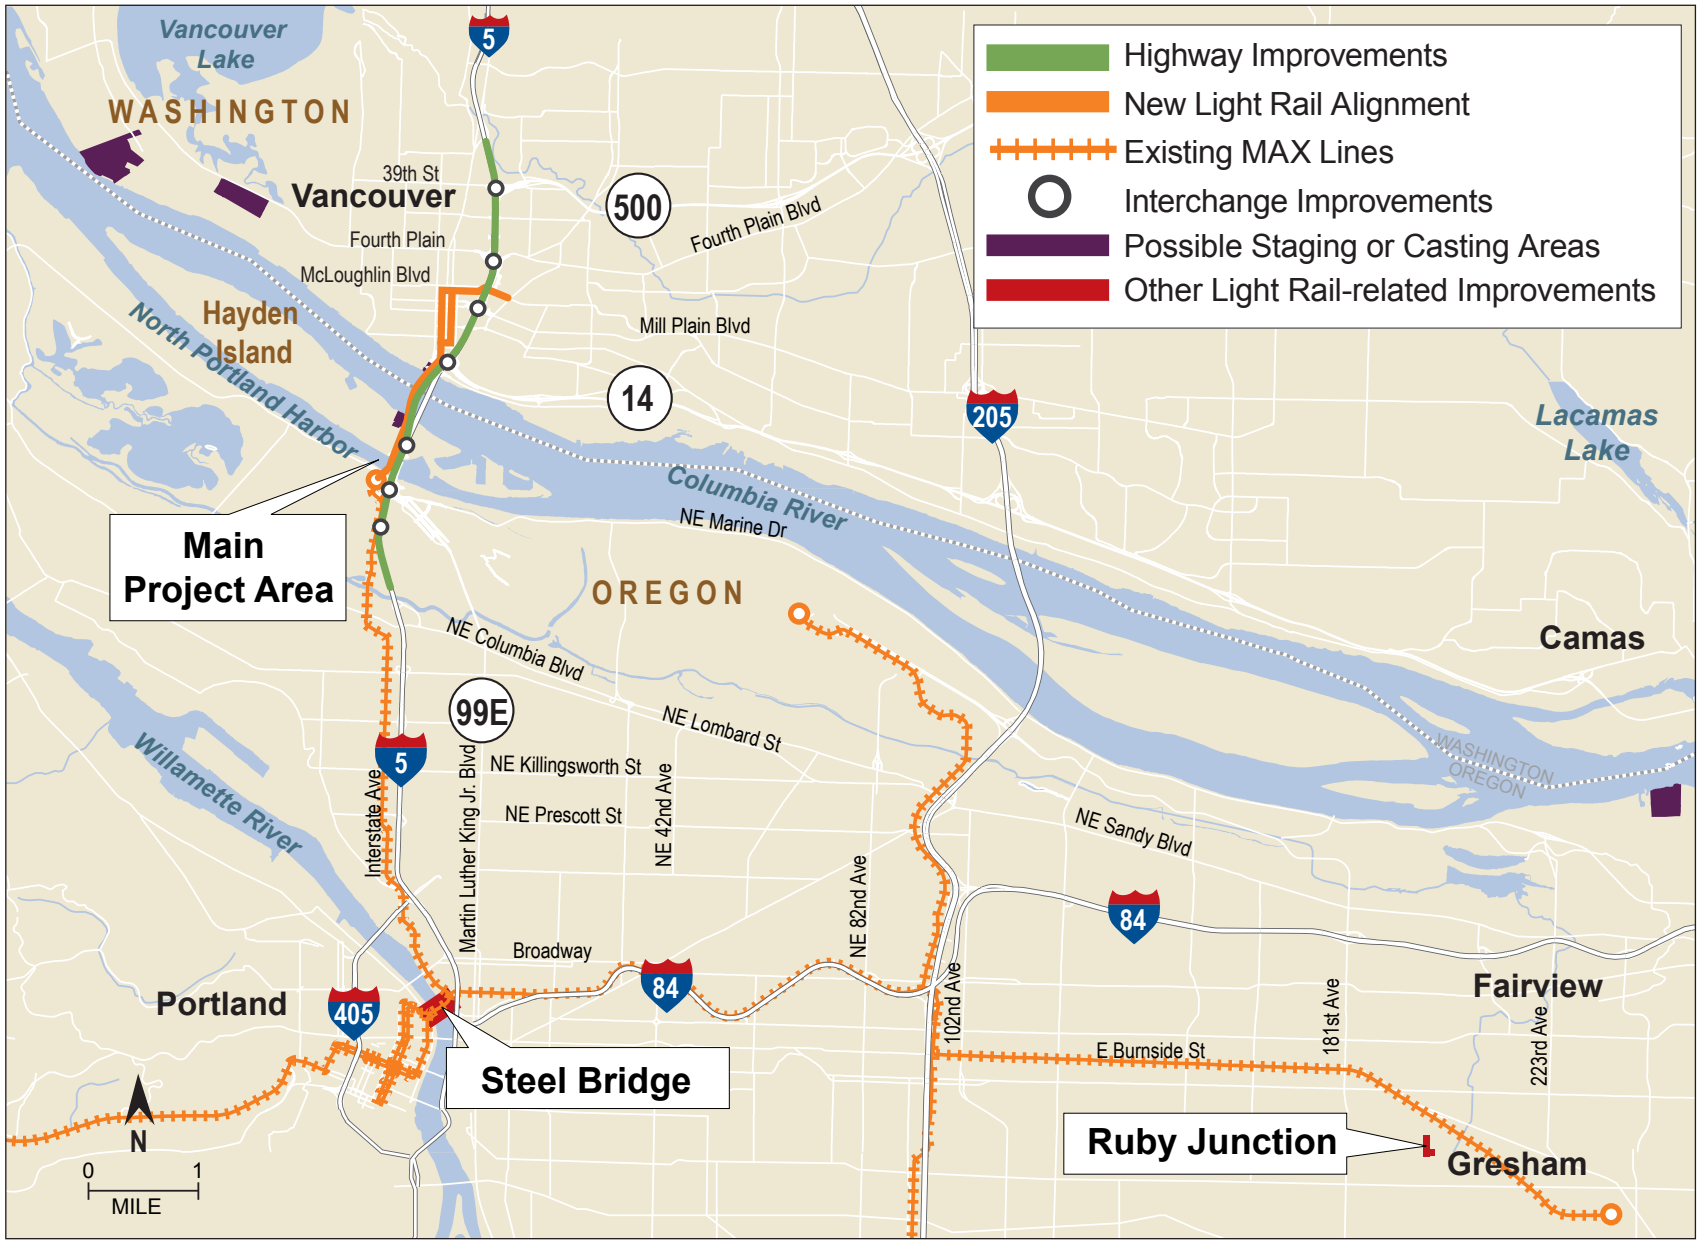 Vancouver
Lake
5
WASHINGTON
Highway Improvements
New Light Rail Alignment
Existing MAX Lines
Interchange Improvements
Possible Staging or Casting Areas
Other Light Rail-related Improvements
39th St
Vancouver
500
Fourth Plain Blvd
Fourth Plain
McLoughlin Blvd
Hayden
Island
North Portland Harbor
Mill Plain Blvd
14
205
Lacamas
Lake
Columbia River
NE Marine Dr
Main
Project Area
OREGON
NE Columbia Blvd
Camas
99E
NE Lombard St
Willamette River
5
Interstate Ave
Martin Luther King Jr. Blvd
NE Killingsworth St
NE 42nd Ave
NE Prescott St
WASHINGTON
OREGON
NE Sandy Blvd
NE 82nd Ave
84
Broadway
84
102nd Ave
181st Ave
Fairview
223rd Ave
Portland
405
E Burnside St
Steel Bridge
Ruby Junction
Gresham
N
0 1
MILE